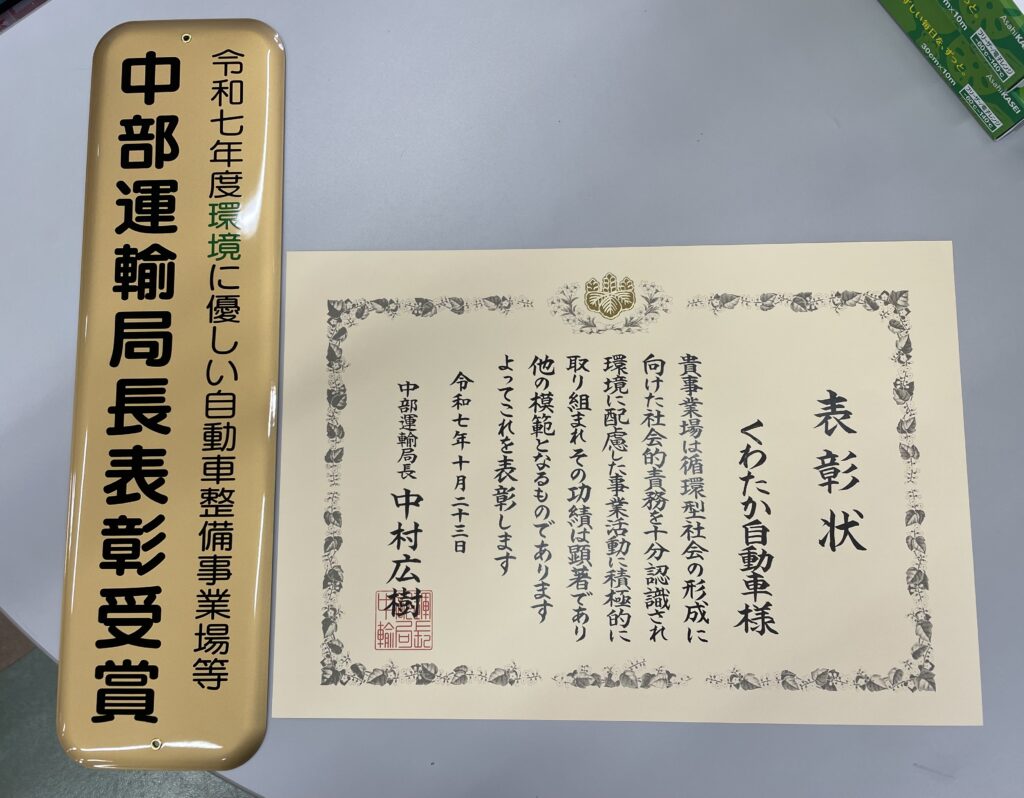 令和七年度環境に優しい自動車整備事業場等
中部運輸局長表彰受賞
表彰状
くわたか自動車様
貴事業場は循環型社会の形成に
向けた社会的責務を十分認識され
環境に配慮した事業活動に積極的に
取り組まれその功績は顕著であり
他の模範となるものであります
よってこれを表彰します
令和七年十月二十三日
中部運輸局長 中村広樹
AsahiKASEI
30cm×10m
AsahiKASEI